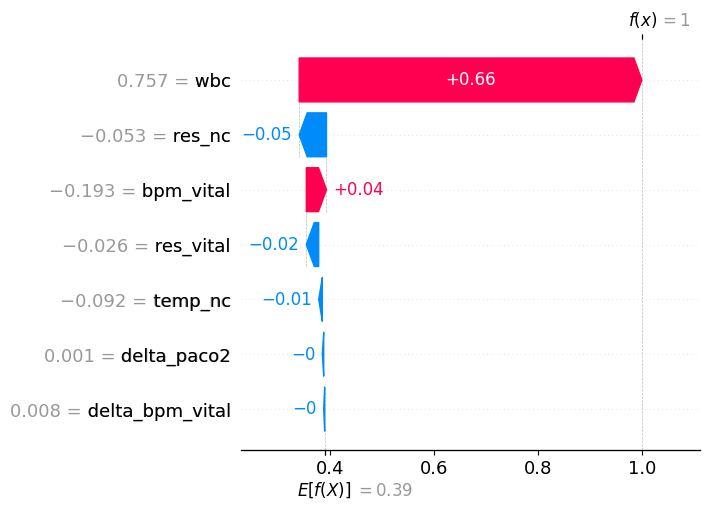 f(x) = 1
0.757 = wbc
+0.66
−0.053 = res_nc
−0.05
−0.193 = bpm_vital
+0.04
−0.026 = res_vital
−0.02
−0.092 = temp_nc
−0.01
0.001 = delta_paco2
−0
0.008 = delta_bpm_vital
−0
0.4 0.6 0.8 1.0
E[f(X)] = 0.39